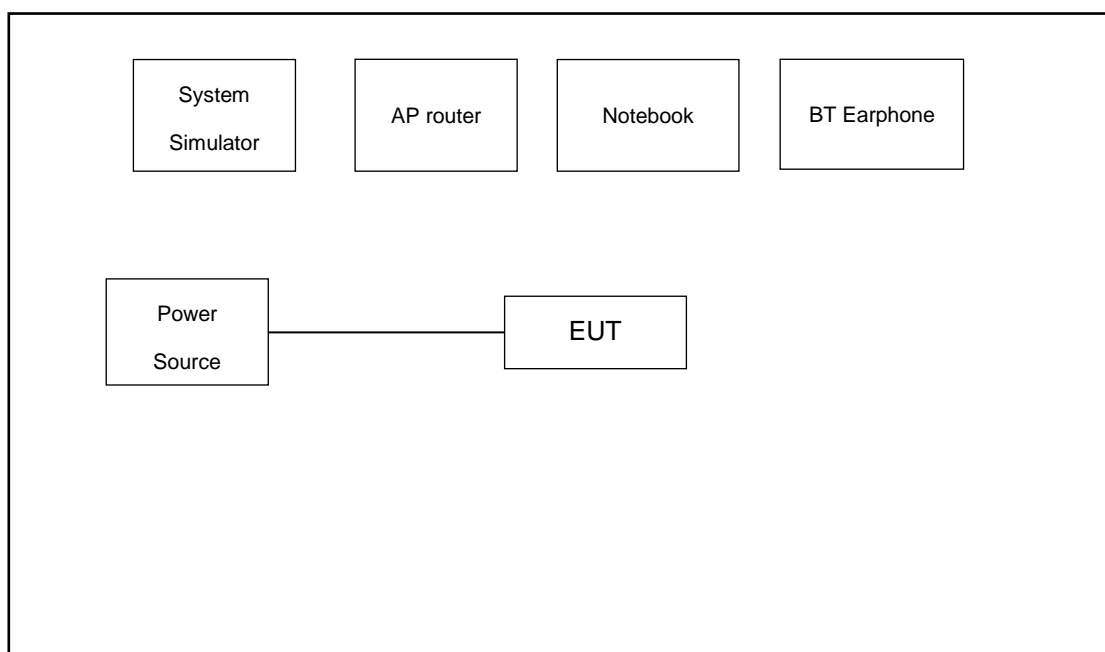 System
Simulator
AP router
Notebook
BT Earphone
Power
Source
EUT